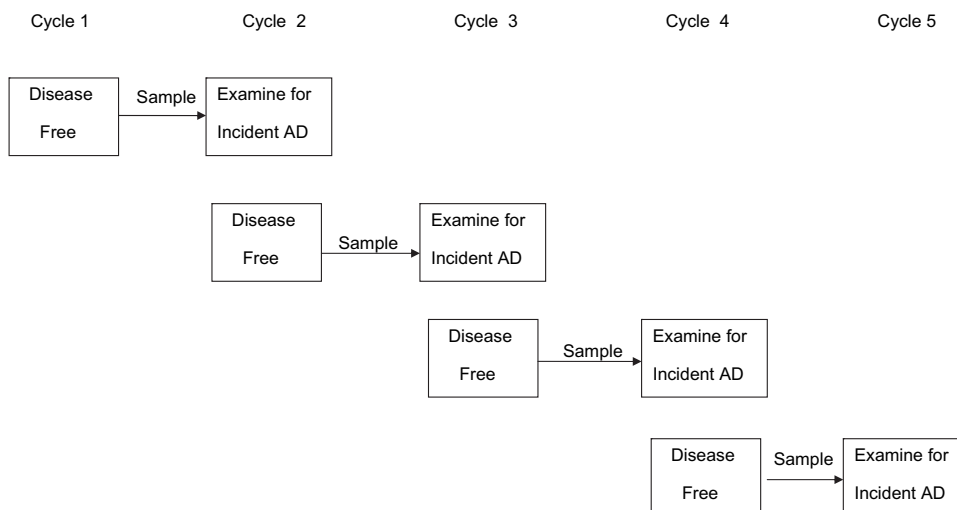 Cycle 1
Cycle 2
Cycle 3
Cycle 4
Cycle 5
Disease
Free
Sample
Examine for
Incident AD
Disease
Free
Sample
Examine for
Incident AD
Disease
Free
Sample
Examine for
Incident AD
Disease
Free
Sample
Examine for
Incident AD